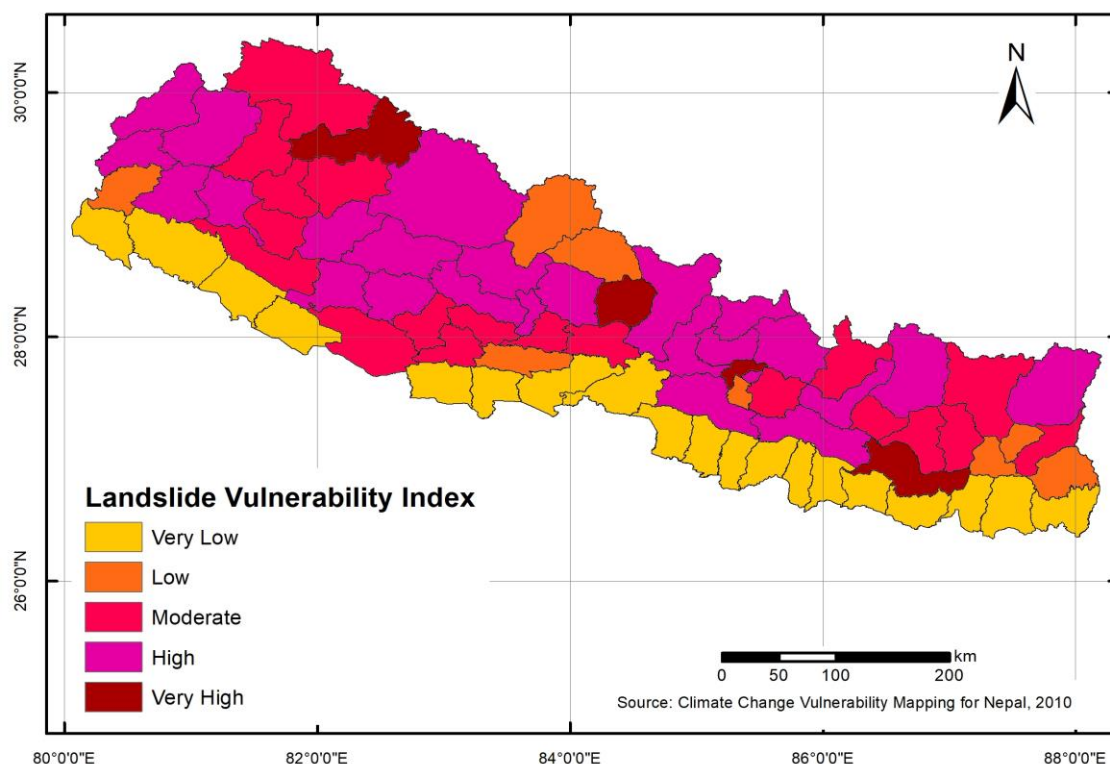 N
30°0'0"N
28°0'0"N
26°0'0"N
Landslide Vulnerability Index
Very Low
Low
Moderate
High
Very High
km
0 50 100 200
Source: Climate Change Vulnerability Mapping for Nepal, 2010
80°0'0"E 82°0'0"E 84°0'0"E 86°0'0"E 88°0'0"E